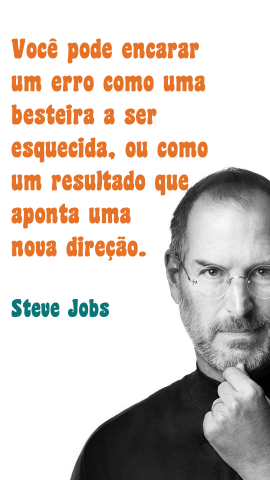 Você pode encarar
um erro como uma
besteira a ser
esquecida, ou como
um resultado que
aponta uma
nova direção.
Steve Jobs